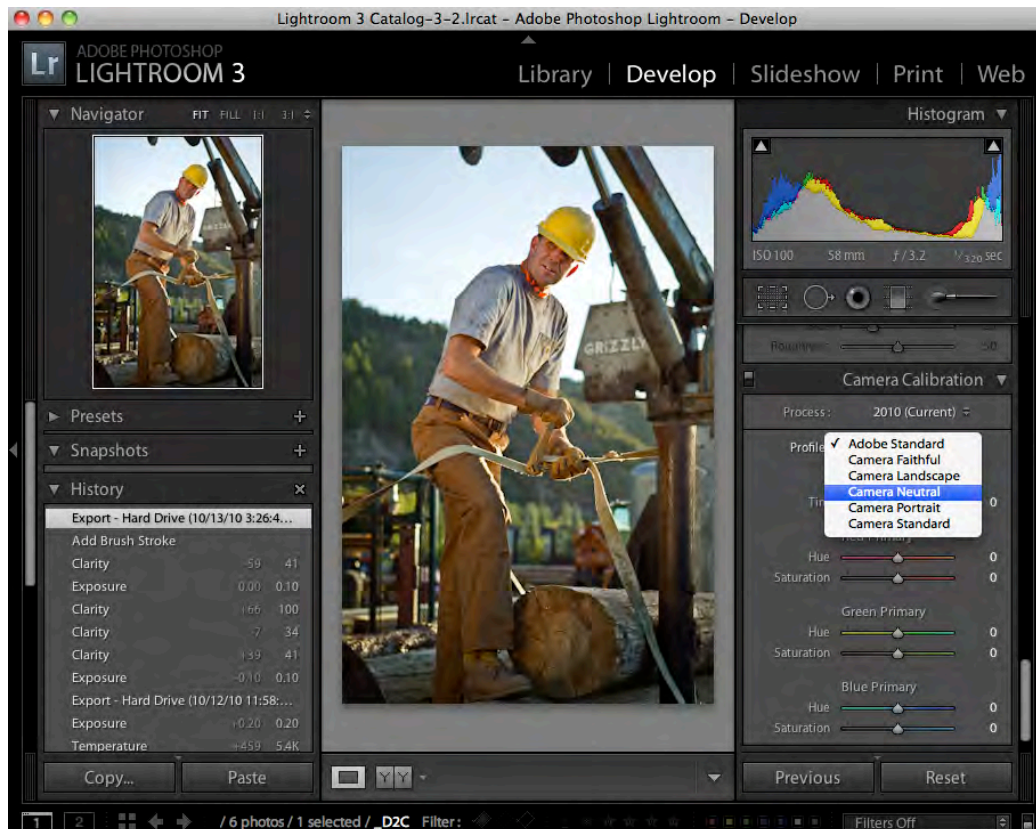 Lightroom 3 Catalog-3-2.lrcat – Adobe Photoshop Lightroom – Develop
Lr
ADOBE PHOTOSHOP
LIGHTROOM 3
Library | Develop | Slideshow | Print | Web
Navigator FIT FILL 1:1 3:1
GRIZZLY
Presets +
Snapshots +
History ×
Export - Hard Drive (10/13/10 3:26:4...
Add Brush Stroke
Clarity -59 41
Exposure 0.00 0.10
Clarity +66 100
Clarity -7 34
Clarity +39 41
Exposure -0.10 0.10
Export - Hard Drive (10/12/10 11:58:...
Exposure +0.20 0.20
Temperature +459 5.4K
Copy... Paste
GRIZZLY
Y Y
Histogram
ISO 100 58 mm f / 3.2 1/320 SEC
50
Camera Calibration
Process: 2010 (Current)
Profile
✓ Adobe Standard
Camera Faithful
Camera Landscape
Camera Neutral
Camera Portrait
Camera Standard
0
Red Primary
Hue 0
Saturation 0
Green Primary
Hue 0
Saturation 0
Blue Primary
Hue 0
Saturation 0
Previous Reset
1 2 / 6 photos / 1 selected / _D2C Filter: Filters Off